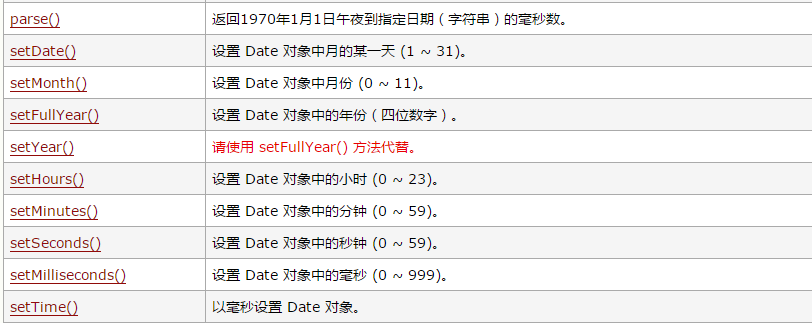 parse() 返回1970年1月1日午夜到指定日期（字符串）的毫秒数。
setDate() 设置 Date 对象中月的某一天 (1 ~ 31)。
setMonth() 设置 Date 对象中月份 (0 ~ 11)。
setFullYear() 设置 Date 对象中的年份（四位数字）。
setYear() 请使用 setFullYear() 方法代替。
setHours() 设置 Date 对象中的小时 (0 ~ 23)。
setMinutes() 设置 Date 对象中的分钟 (0 ~ 59)。
setSeconds() 设置 Date 对象中的秒钟 (0 ~ 59)。
setMilliseconds() 设置 Date 对象中的毫秒 (0 ~ 999)。
setTime() 以毫秒设置 Date 对象。